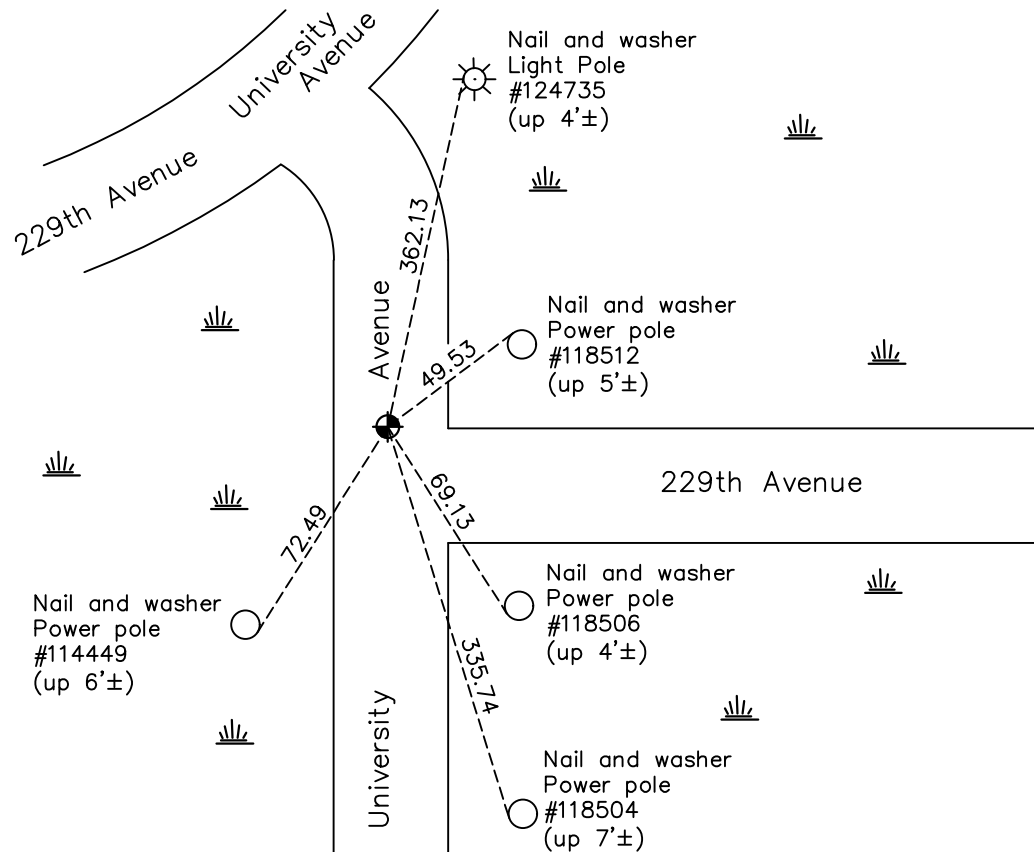 University
Avenue
229th Avenue
Nail and washer
Light Pole
#124735
(up 4'±)
362.13
Avenue
49.53
Nail and washer
Power pole
#118512
(up 5'±)
229th Avenue
69.13
72.49
Nail and washer
Power pole
#118506
(up 4'±)
Nail and washer
Power pole
#114449
(up 6'±)
335.74
University
Nail and washer
Power pole
#118504
(up 7'±)